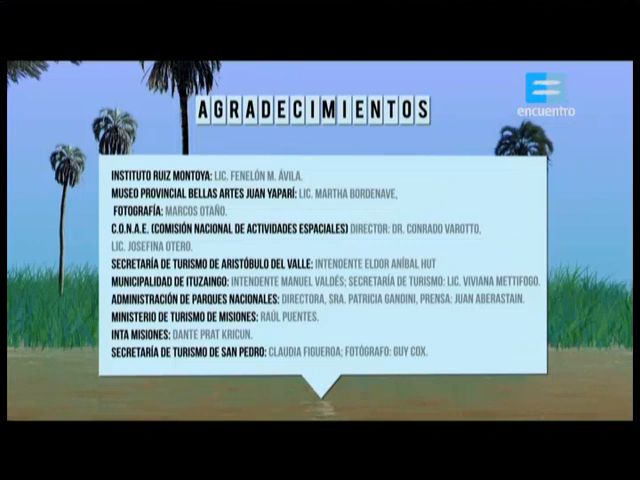 AGRADECIMIENTOS
encuentro
INSTITUTO RUIZ MONTOYA: LIC. FENELÓN M. ÁVILA.
MUSEO PROVINCIAL BELLAS ARTES JUAN YAPARÍ: LIC. MARTHA BORDENAVE,
FOTOGRAFÍA: MARCOS OTAÑO.
C.O.N.A.E. (COMISIÓN NACIONAL DE ACTIVIDADES ESPACIALES) DIRECTOR: DR. CONRADO VAROTTO,
LIC. JOSEFINA OTERO.
SECRETARÍA DE TURISMO DE ARISTÓBULO DEL VALLE: INTENDENTE ELDOR ANÍBAL HUT
MUNICIPALIDAD DE ITUZAINGO: INTENDENTE MANUEL VALDÉS; SECRETARÍA DE TURISMO: LIC. VIVIANA METTIFOGO.
ADMINISTRACIÓN DE PARQUES NACIONALES: DIRECTORA, SRA. PATRICIA GANDINI, PRENSA: JUAN ABERASTAIN.
MINISTERIO DE TURISMO DE MISIONES: RAÚL PUENTES.
INTA MISIONES: DANTE PRAT KRICUN.
SECRETARÍA DE TURISMO DE SAN PEDRO: CLAUDIA FIGUEROA; FOTÓGRAFO: GUY COX.